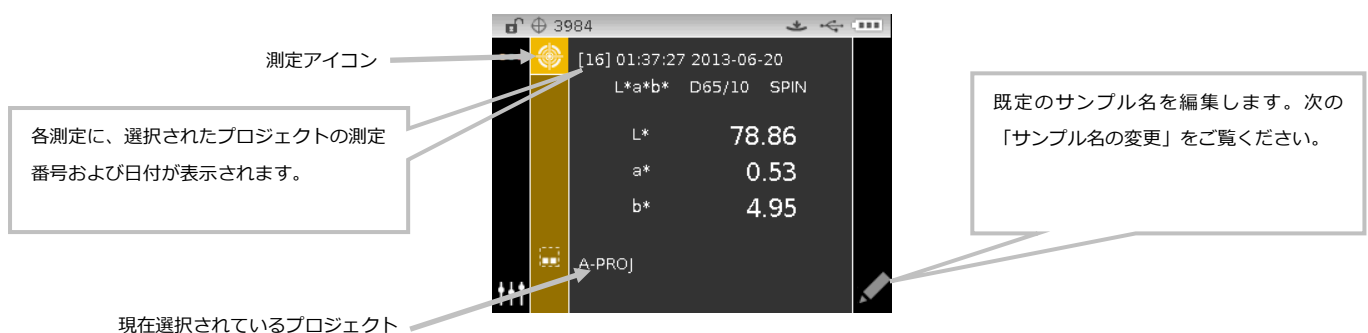 3984
測定アイコン
[16] 01:37:27 2013-06-20
L*a*b* D65/10 SPIN
各測定に、選択されたプロジェクトの測定
番号および日付が表示されます。
既定のサンプル名を編集します。次の
「サンプル名の変更」をご覧ください。
L* 78.86
a* 0.53
b* 4.95
A-PROJ
現在選択されているプロジェクト